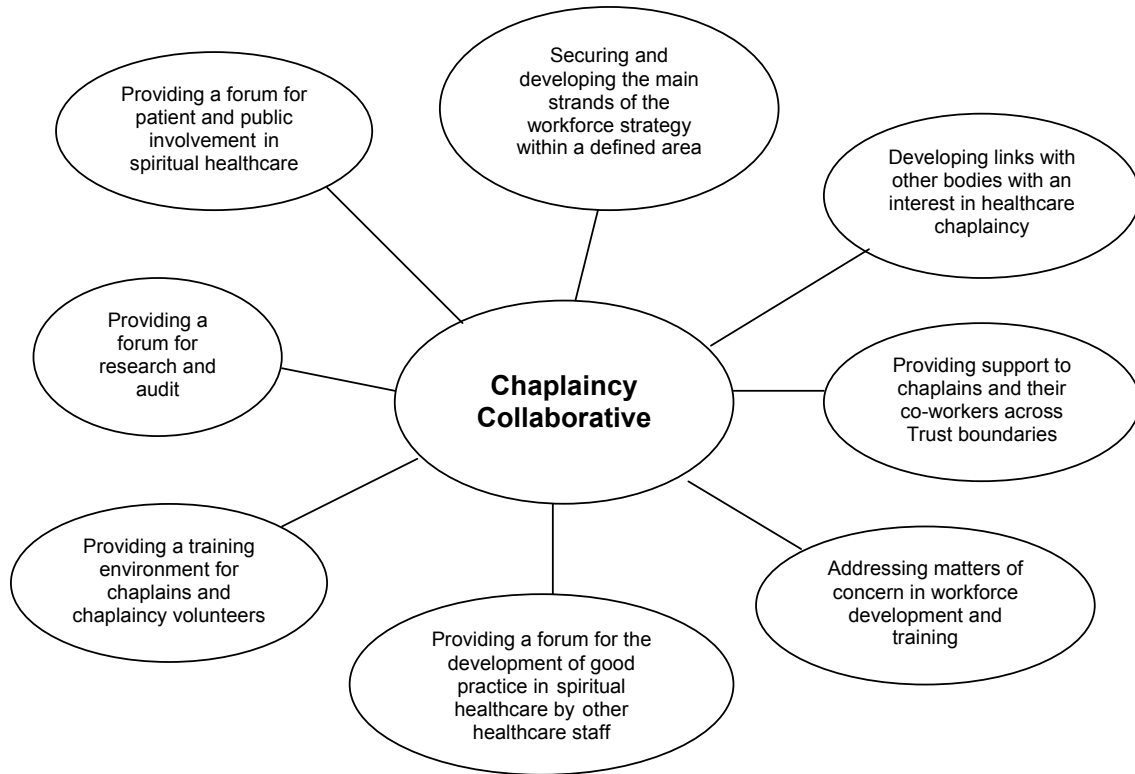 Securing and
developing the main
strands of the
workforce strategy
within a defined area
Providing a forum for
patient and public
involvement in
spiritual healthcare
Developing links with
other bodies with an
interest in healthcare
chaplaincy
Providing a
forum for
research and
audit
Chaplaincy
Collaborative
Providing support to
chaplains and their
co-workers across
Trust boundaries
Providing a training
environment for
chaplains and
chaplaincy volunteers
Addressing matters of
concern in workforce
development and
training
Providing a forum for the
development of good
practice in spiritual
healthcare by other
healthcare staff